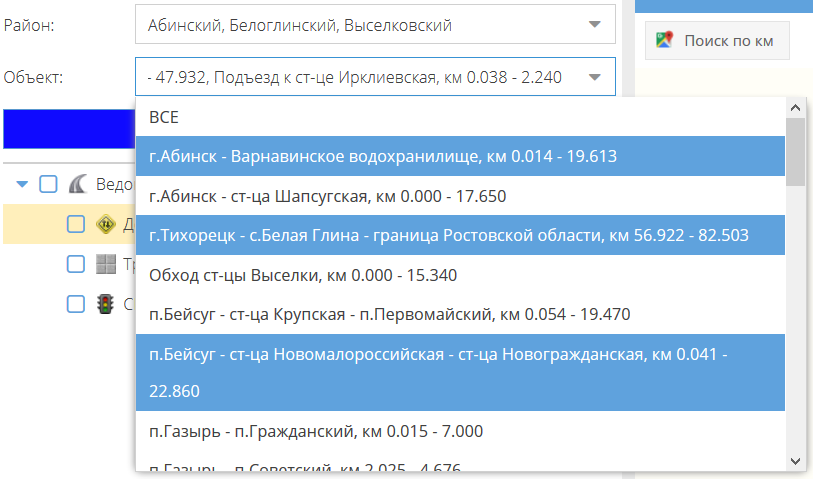 Район:
Абинский, Белоглинский, Выселковский
Поиск по км
Объект:
- 47.932, Подъезд к ст-це Ирклиевская, км 0.038 - 2.240
ВСЕ
г.Абинск - Варнавинское водохранилище, км 0.014 - 19.613
Ведо
г.Абинск - ст-ца Шапсугская, км 0.000 - 17.650
Д
г.Тихорецк - с.Белая Глина - граница Ростовской области, км 56.922 - 82.503
Тр
Обход ст-цы Выселки, км 0.000 - 15.340
С
п.Бейсуг - ст-ца Крупская - п.Первомайский, км 0.054 - 19.470
п.Бейсуг - ст-ца Новомалороссийская - ст-ца Новогражданская, км 0.041 -
22.860
п.Газырь - п.Гражданский, км 0.015 - 7.000
п.Газырь - п.Советский, км 2.025 - 4.676